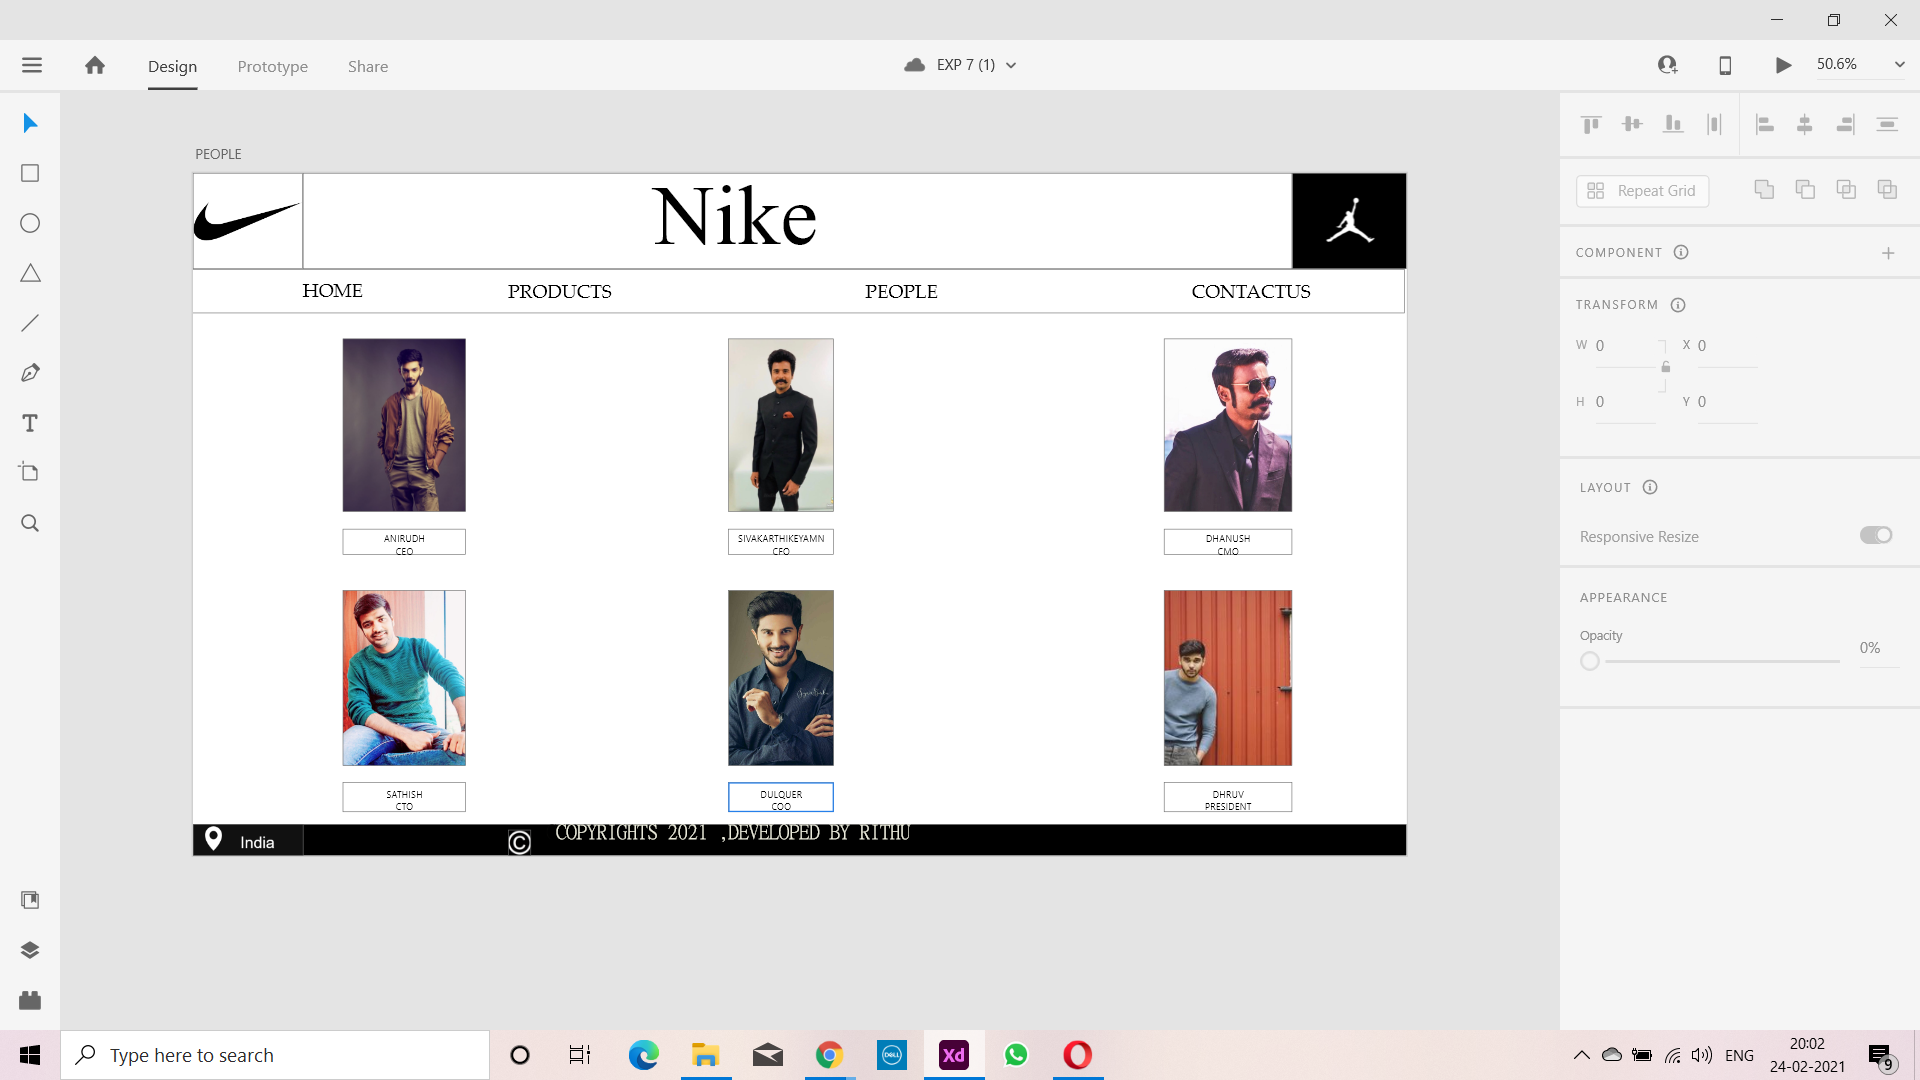 Design
Prototype
Share
EXP 7 (1)
50.6%
PEOPLE
Nike
HOME
PRODUCTS
PEOPLE
CONTACTUS
ANIRUDH
CEO
SIVAKARTHIKEYAMN
CFO
DHANUSH
CMO
SATHISH
CTO
DULQUER
COO
DHRUV
PRESIDENT
India
© COPYRIGHTS 2021 ,DEVELOPED BY RITHU
Repeat Grid
COMPONENT
TRANSFORM
W 0 X 0
H 0 Y 0
LAYOUT
Responsive Resize
APPEARANCE
Opacity
0%
Type here to search
DELL
Xd
ENG
20:02
24-02-2021
9